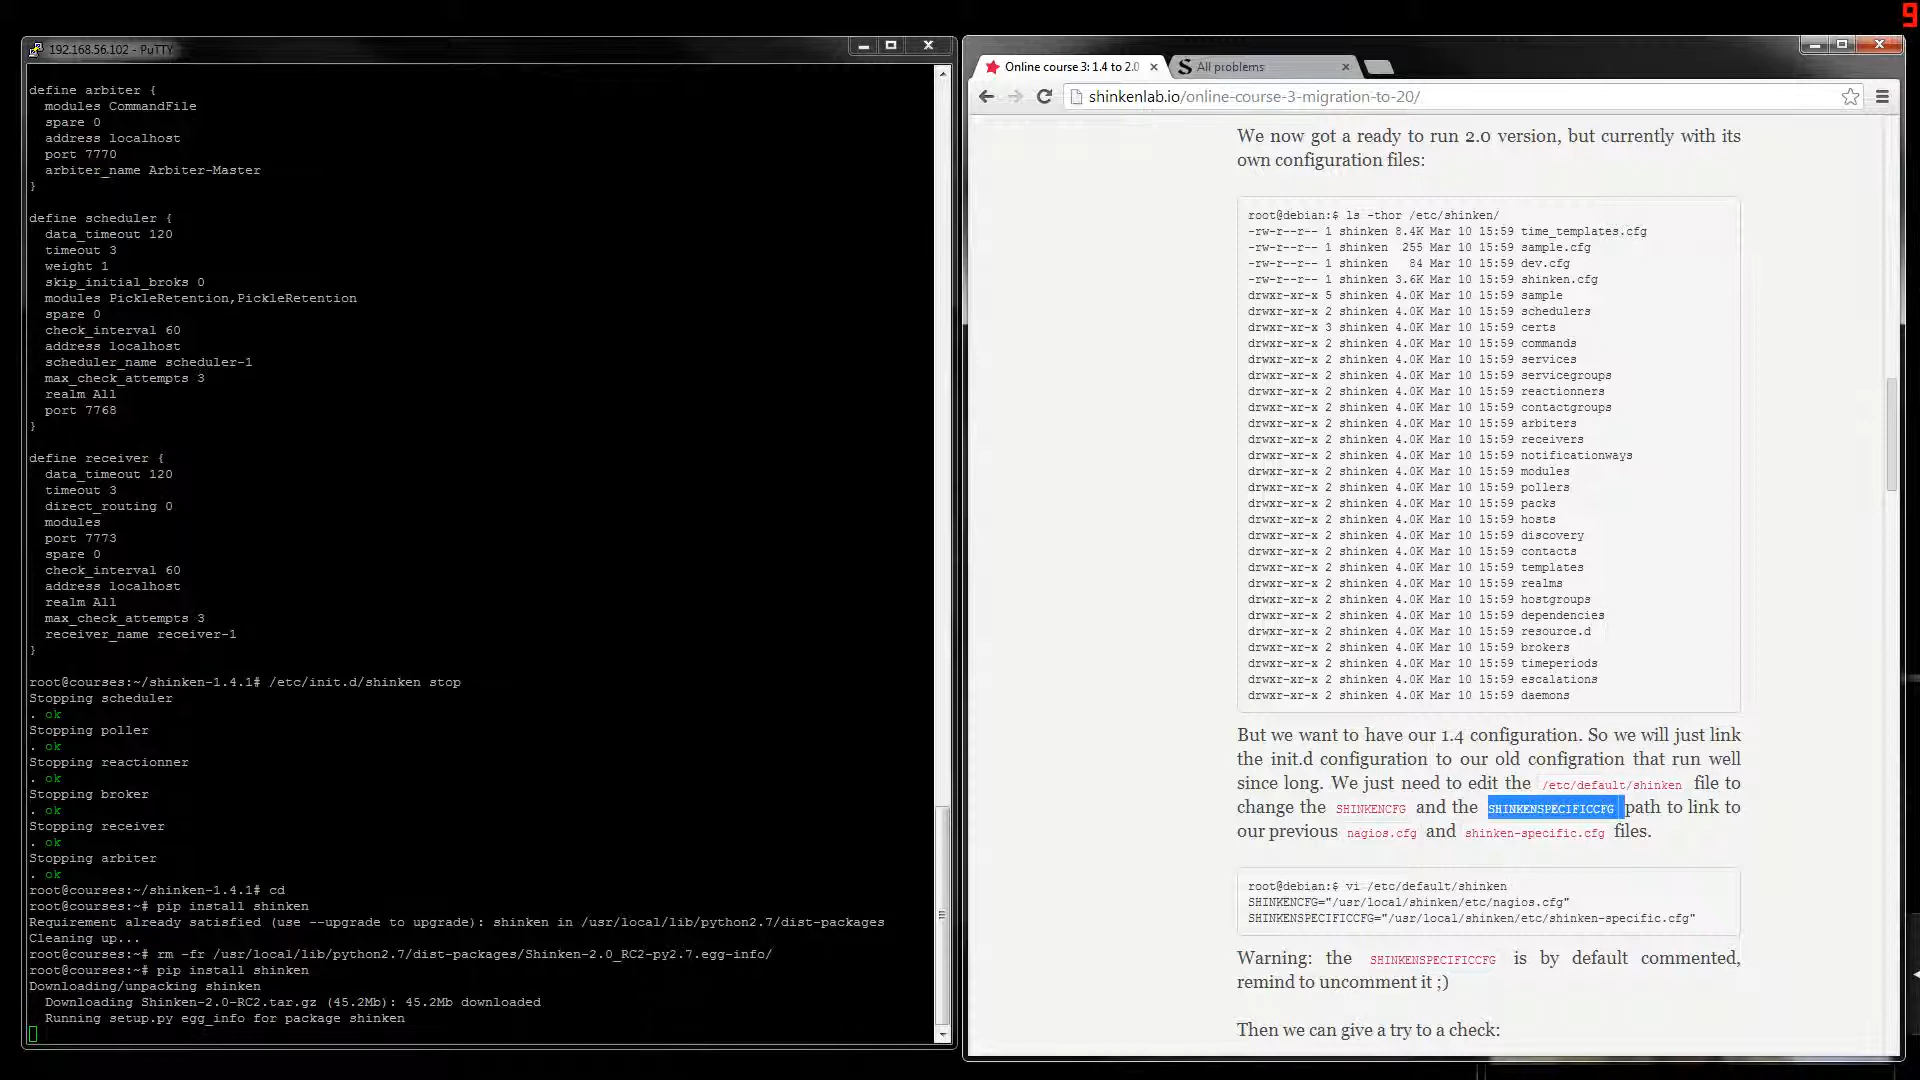 9
192.168.56.102 - PuTTY
define arbiter {
  modules CommandFile
  spare 0
  address localhost
  port 7770
  arbiter_name Arbiter-Master
}
define scheduler {
  data_timeout 120
  timeout 3
  weight 1
  skip_initial_broks 0
  modules PickleRetention,PickleRetention
  spare 0
  check_interval 60
  address localhost
  scheduler_name scheduler-1
  max_check_attempts 3
  realm All
  port 7768
}
define receiver {
  data_timeout 120
  timeout 3
  direct_routing 0
  modules
  port 7773
  spare 0
  check_interval 60
  address localhost
  realm All
  max_check_attempts 3
  receiver_name receiver-1
}
root@courses:~/shinken-1.4.1# /etc/init.d/shinken stop
Stopping scheduler
. ok
Stopping poller
. ok
Stopping reactionner
. ok
Stopping broker
. ok
Stopping receiver
. ok
Stopping arbiter
. ok
root@courses:~/shinken-1.4.1# cd
root@courses:~# pip install shinken
Requirement already satisfied (use --upgrade to upgrade): shinken in /usr/local/lib/python2.7/dist-packages
Cleaning up...
root@courses:~# rm -fr /usr/local/lib/python2.7/dist-packages/Shinken-2.0_RC2-py2.7.egg-info/
root@courses:~# pip install shinken
Downloading/unpacking shinken
  Downloading Shinken-2.0-RC2.tar.gz (45.2Mb): 45.2Mb downloaded
  Running setup.py egg_info for package shinken
Online course 3: 1.4 to 2.0
All problems
shinkenlab.io/online-course-3-migration-to-20/
We now got a ready to run 2.0 version, but currently with its
own configuration files:
root@debian:$ ls -thor /etc/shinken/
-rw-r--r-- 1 shinken 8.4K Mar 10 15:59 time_templates.cfg
-rw-r--r-- 1 shinken  255 Mar 10 15:59 sample.cfg
-rw-r--r-- 1 shinken   84 Mar 10 15:59 dev.cfg
-rw-r--r-- 1 shinken 3.6K Mar 10 15:59 shinken.cfg
drwxr-xr-x 5 shinken 4.0K Mar 10 15:59 sample
drwxr-xr-x 2 shinken 4.0K Mar 10 15:59 schedulers
drwxr-xr-x 3 shinken 4.0K Mar 10 15:59 certs
drwxr-xr-x 2 shinken 4.0K Mar 10 15:59 commands
drwxr-xr-x 2 shinken 4.0K Mar 10 15:59 services
drwxr-xr-x 2 shinken 4.0K Mar 10 15:59 servicegroups
drwxr-xr-x 2 shinken 4.0K Mar 10 15:59 reactionners
drwxr-xr-x 2 shinken 4.0K Mar 10 15:59 contactgroups
drwxr-xr-x 2 shinken 4.0K Mar 10 15:59 arbiters
drwxr-xr-x 2 shinken 4.0K Mar 10 15:59 receivers
drwxr-xr-x 2 shinken 4.0K Mar 10 15:59 notificationways
drwxr-xr-x 2 shinken 4.0K Mar 10 15:59 modules
drwxr-xr-x 2 shinken 4.0K Mar 10 15:59 pollers
drwxr-xr-x 2 shinken 4.0K Mar 10 15:59 packs
drwxr-xr-x 2 shinken 4.0K Mar 10 15:59 hosts
drwxr-xr-x 2 shinken 4.0K Mar 10 15:59 discovery
drwxr-xr-x 2 shinken 4.0K Mar 10 15:59 contacts
drwxr-xr-x 2 shinken 4.0K Mar 10 15:59 templates
drwxr-xr-x 2 shinken 4.0K Mar 10 15:59 realms
drwxr-xr-x 2 shinken 4.0K Mar 10 15:59 hostgroups
drwxr-xr-x 2 shinken 4.0K Mar 10 15:59 dependencies
drwxr-xr-x 2 shinken 4.0K Mar 10 15:59 resource.d
drwxr-xr-x 2 shinken 4.0K Mar 10 15:59 brokers
drwxr-xr-x 2 shinken 4.0K Mar 10 15:59 timeperiods
drwxr-xr-x 2 shinken 4.0K Mar 10 15:59 escalations
drwxr-xr-x 2 shinken 4.0K Mar 10 15:59 daemons
But we want to have our 1.4 configuration. So we will just link
the init.d configuration to our old configration that run well
since long. We just need to edit the /etc/default/shinken file to
change the SHINKENCFG and the SHINKENSPECIFICCFG path to link to
our previous nagios.cfg and shinken-specific.cfg files.
root@debian:$ vi /etc/default/shinken
SHINKENCFG="/usr/local/shinken/etc/nagios.cfg"
SHINKENSPECIFICCFG="/usr/local/shinken/etc/shinken-specific.cfg"
Warning: the SHINKENSPECIFICCFG is by default commented,
remind to uncomment it ;)
Then we can give a try to a check: